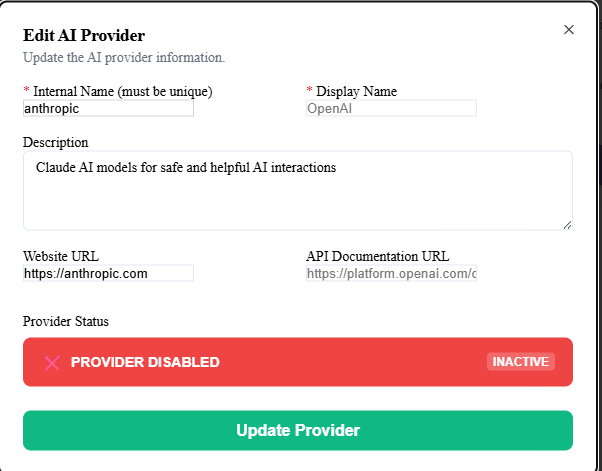 Edit AI Provider
Update the AI provider information.
* Internal Name (must be unique)
* Display Name
anthropic
OpenAI
Description
Claude AI models for safe and helpful AI interactions
Website URL
API Documentation URL
https://anthropic.com
https://platform.openai.com/c
Provider Status
PROVIDER DISABLED
INACTIVE
Update Provider